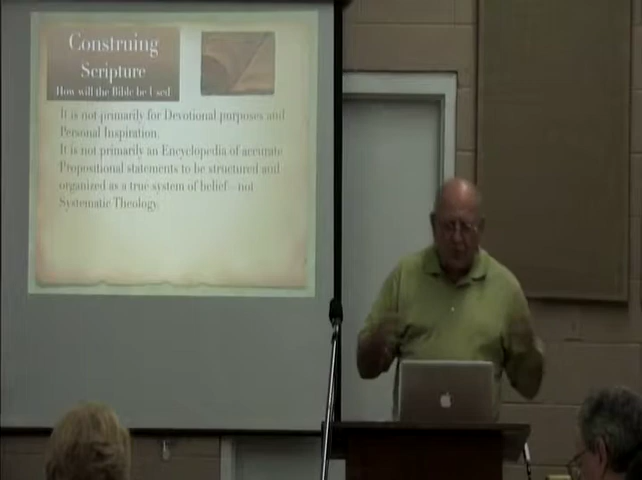 Construing
Scripture
How will the Bible be Used
It is not primarily for Devotional purposes and
Personal Inspiration.
It is not primarily an Encyclopedia of accurate
Propositional statements to be structured and
organized as a true system of belief—not
Systematic Theology.